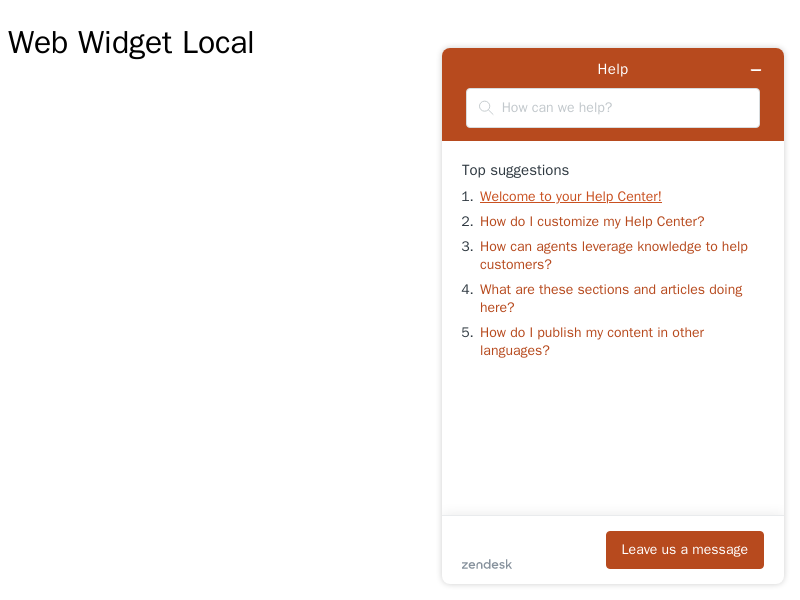 Web Widget Local
Help
How can we help?
Top suggestions
1. Welcome to your Help Center!
2. How do I customize my Help Center?
3. How can agents leverage knowledge to help
customers?
4. What are these sections and articles doing
here?
5. How do I publish my content in other
languages?
Leave us a message
zendesk